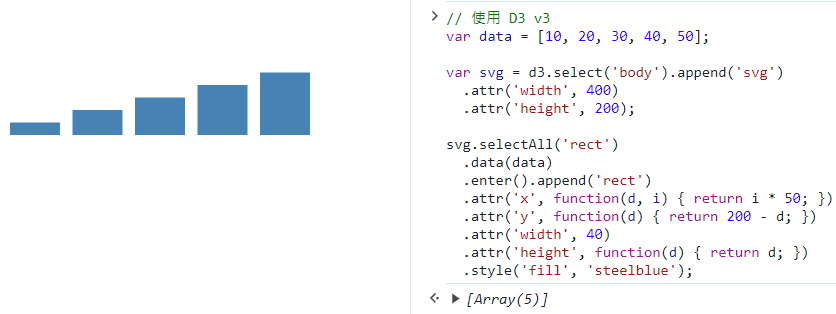 // 使用 D3 v3
var data = [10, 20, 30, 40, 50];
var svg = d3.select('body').append('svg')
.attr('width', 400)
.attr('height', 200);
svg.selectAll('rect')
.data(data)
.enter().append('rect')
.attr('x', function(d, i) { return i * 50; })
.attr('y', function(d) { return 200 - d; })
.attr('width', 40)
.attr('height', function(d) { return d; })
.style('fill', 'steelblue');
[Array(5)]